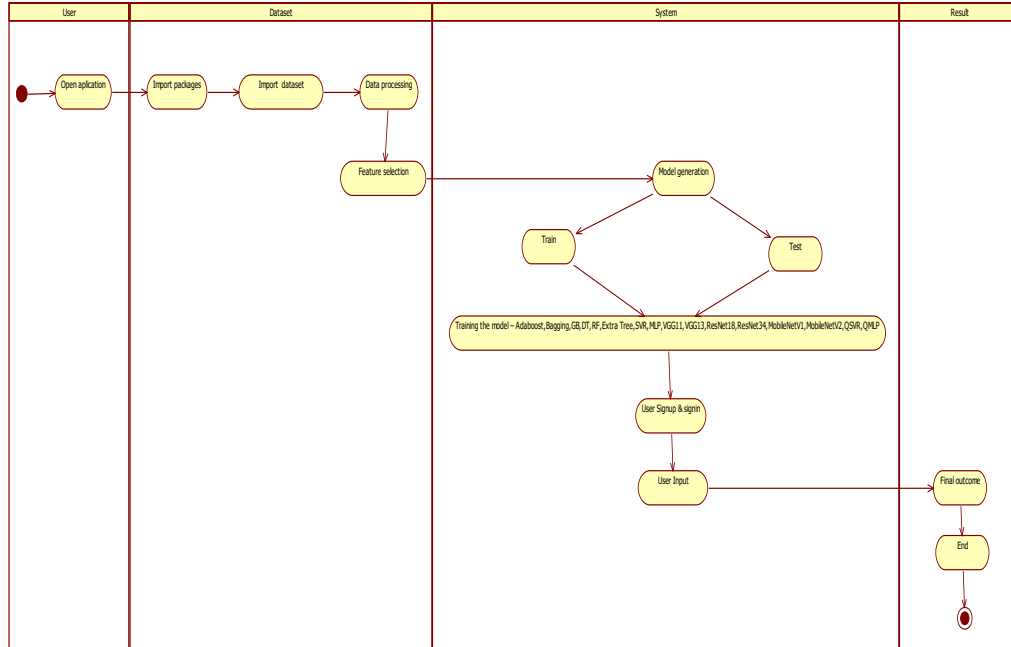 User
Dataset
System
Result
Open aplication
Import packages
Import dataset
Data processing
Feature selection
Model generation
Train
Test
Training the model – Adaboost,Bagging,GB,DT,RF,Extra Tree,SVR,MLP,VGG11,VGG13,ResNet18,ResNet34,MobileNetV1,MobileNetV2,QSVR,QMLP
User Signup & signin
User Input
Final outcome
End